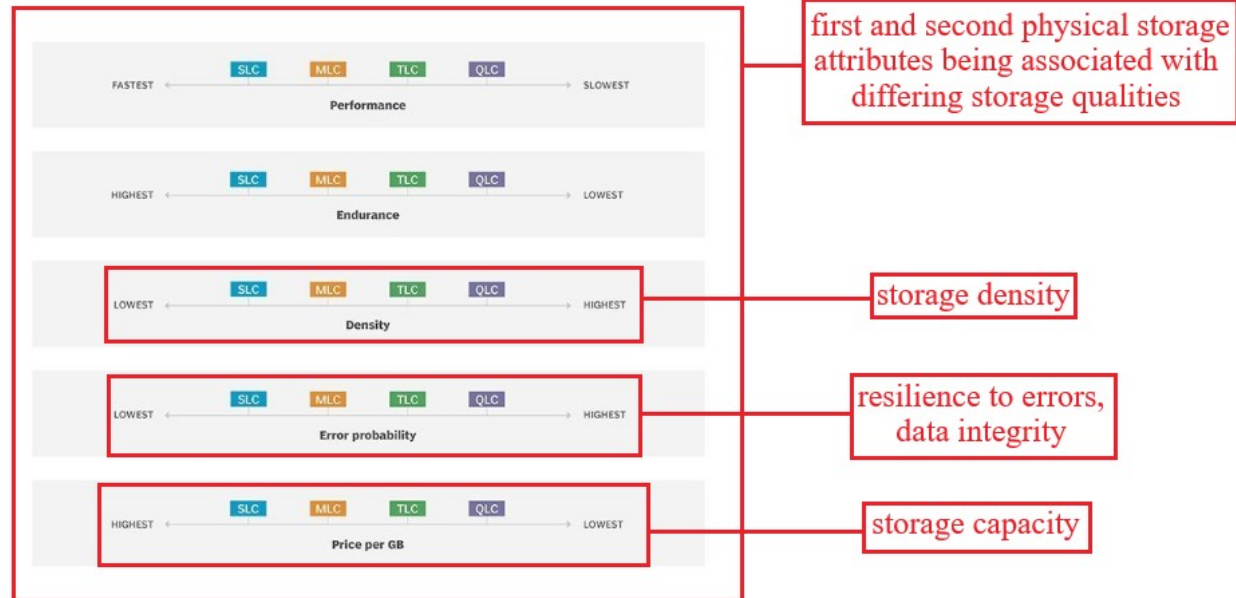 first and second physical storage
attributes being associated with
differing storage qualities
SLC MLC TLC QLC
FASTEST SLOWEST
Performance
SLC MLC TLC QLC
HIGHEST LOWEST
Endurance
SLC MLC TLC QLC
LOWEST HIGHEST
Density
storage density
SLC MLC TLC QLC
LOWEST HIGHEST
Error probability
resilience to errors,
data integrity
SLC MLC TLC QLC
HIGHEST LOWEST
Price per GB
storage capacity